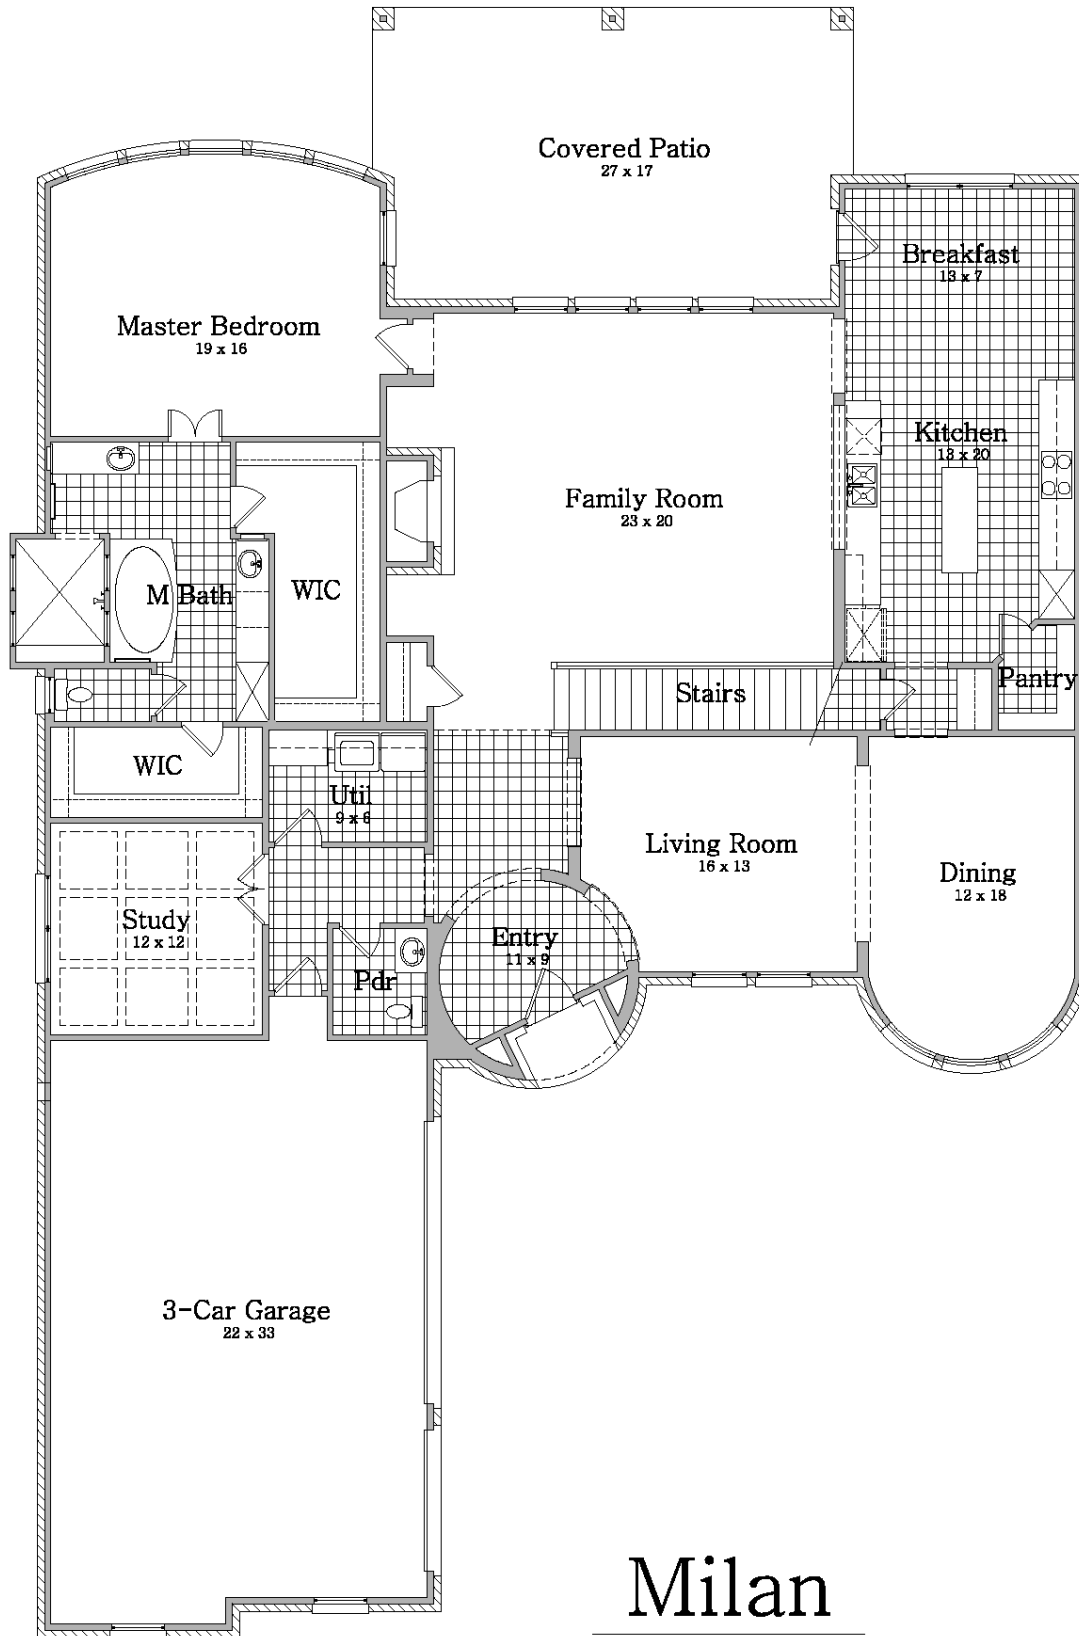 Covered Patio
27 x 17
Breakfast
13 x 7
Master Bedroom
19 x 16
Kitchen
13 x 20
Family Room
23 x 20
WIC
M Bath
Stairs
Pantry
WIC
Util
9 x 6
Living Room
16 x 13
Dining
12 x 18
Study
12 x 12
Entry
11 x 9
Pdr
3-Car Garage
22 x 33
Milan